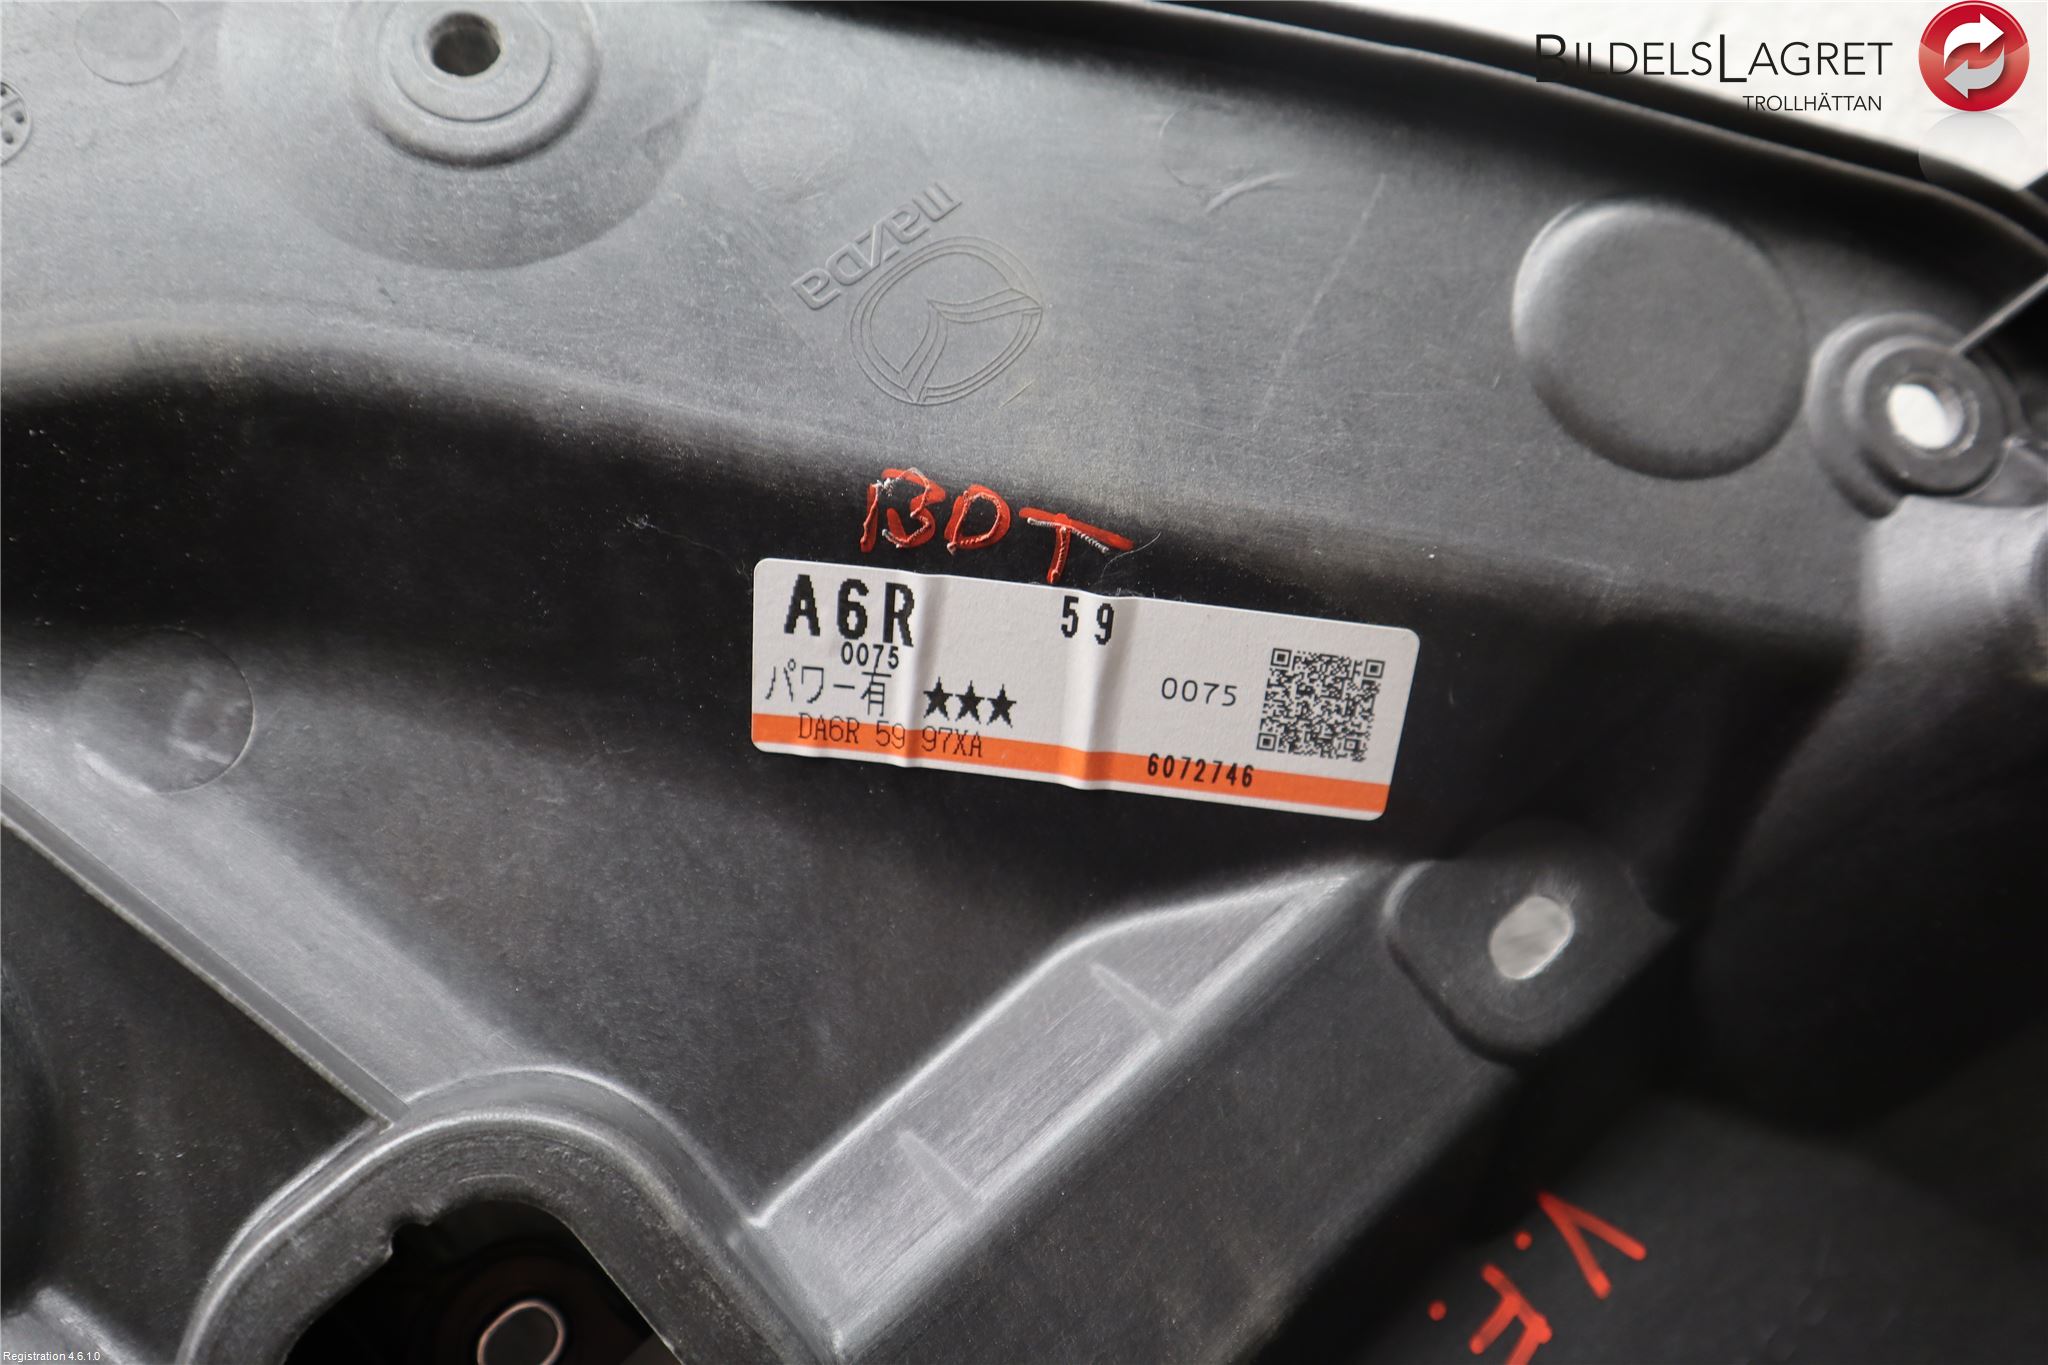 BILDELSLAGRET
TROLLHÄTTAN
mazda
BDT
A6R 59
0075
パワー有 ★★★ 0075
DA6R 59 97XA
6072746
V.F.
Registration 4.6.1.0